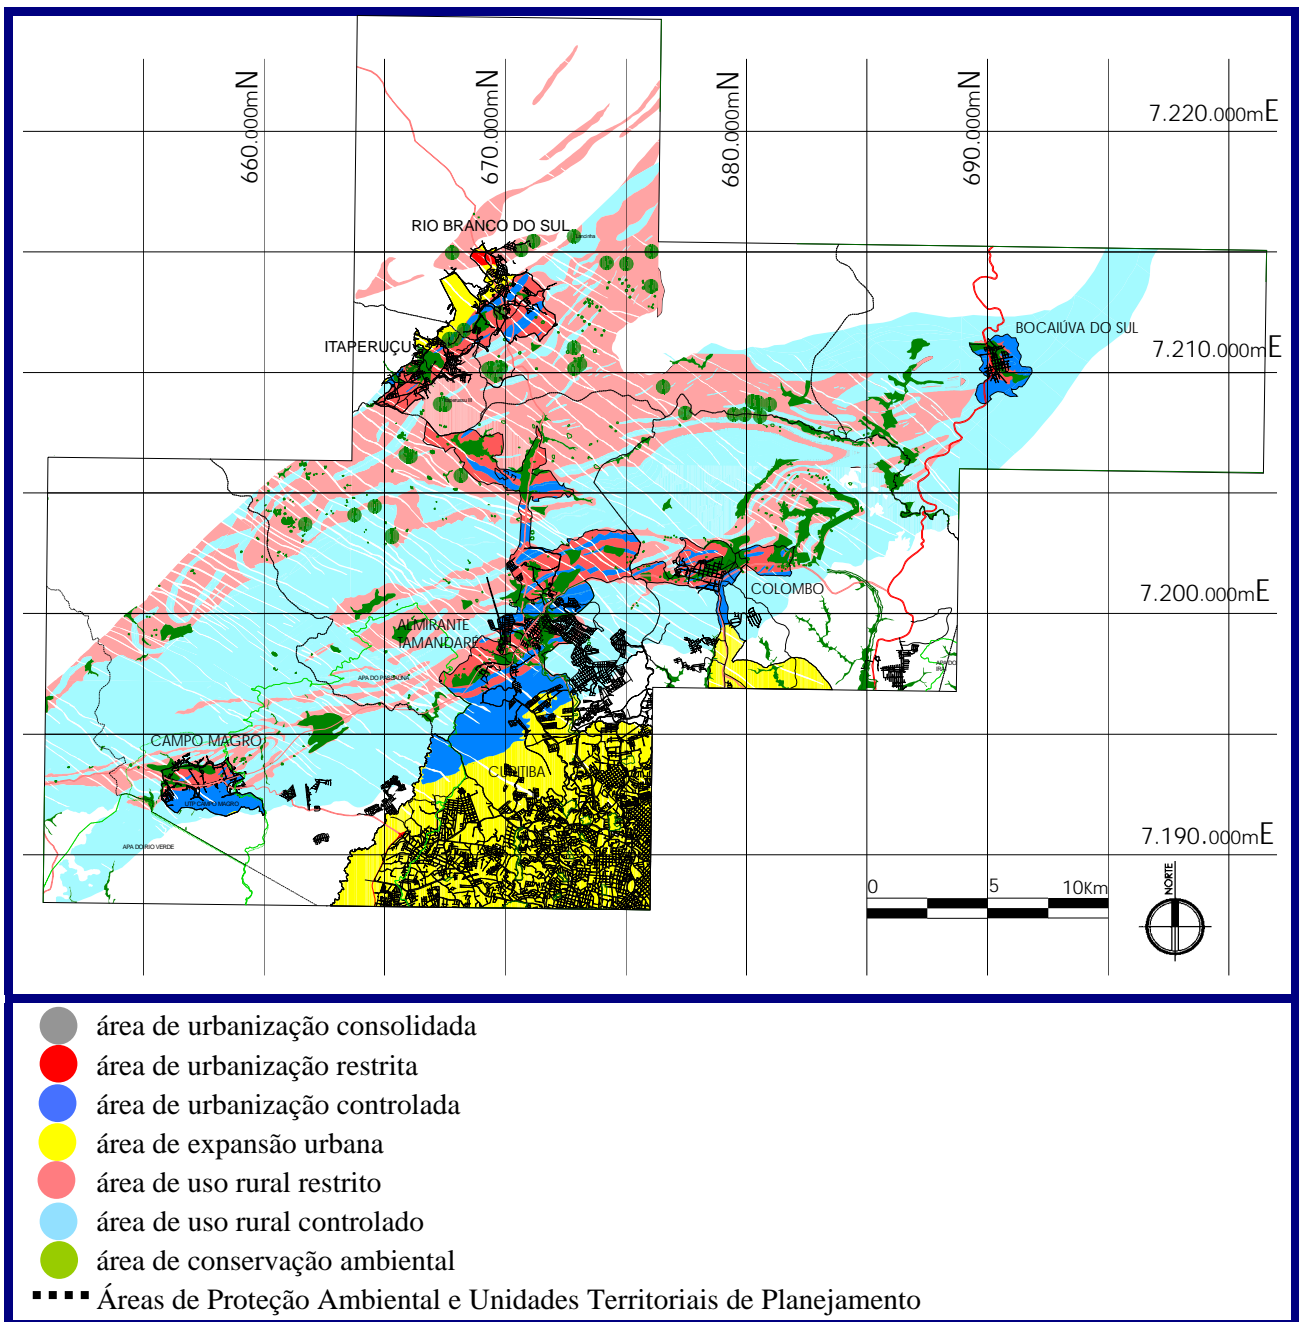 660.000mN
670.000mN
680.000mN
690.000mN
7.220.000mE
RIO BRANCO DO SUL
BOCAIÚVA DO SUL
ITAPERUÇU
7.210.000mE
COLOMBO
7.200.000mE
ALMIRANTE
TAMANDARÉ
APA DO
IRAÍ
APA DO PASSAÚNA
CAMPO MAGRO
CURITIBA
UTP CAMPO MAGRO
APA DO RIO VERDE
7.190.000mE
NORTE
0 5 10Km
área de urbanização consolidada
área de urbanização restrita
área de urbanização controlada
área de expansão urbana
área de uso rural restrito
área de uso rural controlado
área de conservação ambiental
Áreas de Proteção Ambiental e Unidades Territoriais de Planejamento